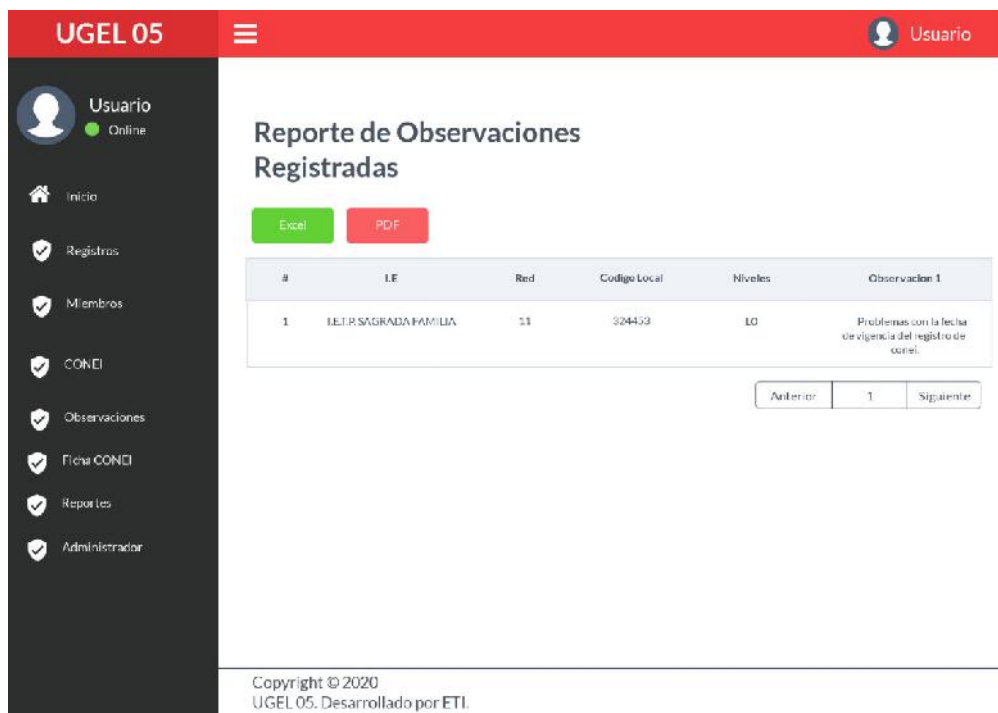 UGEL 05
Usuario
Usuario
Online
Inicio
Registros
Miembros
CONEI
Observaciones
Ficha CONEI
Reportes
Administrador
Reporte de Observaciones
Registradas
Excel
PDF
# I.E Red Codigo Local Niveles Observacion 1
1 I.E.T.P. SAGRADA FAMILIA 11 324453 LO Problemas con la fecha
de vigencia del registro de
conei.
Anterior 1 Siguiente
Copyright © 2020
UGEL 05. Desarrollado por ETI.